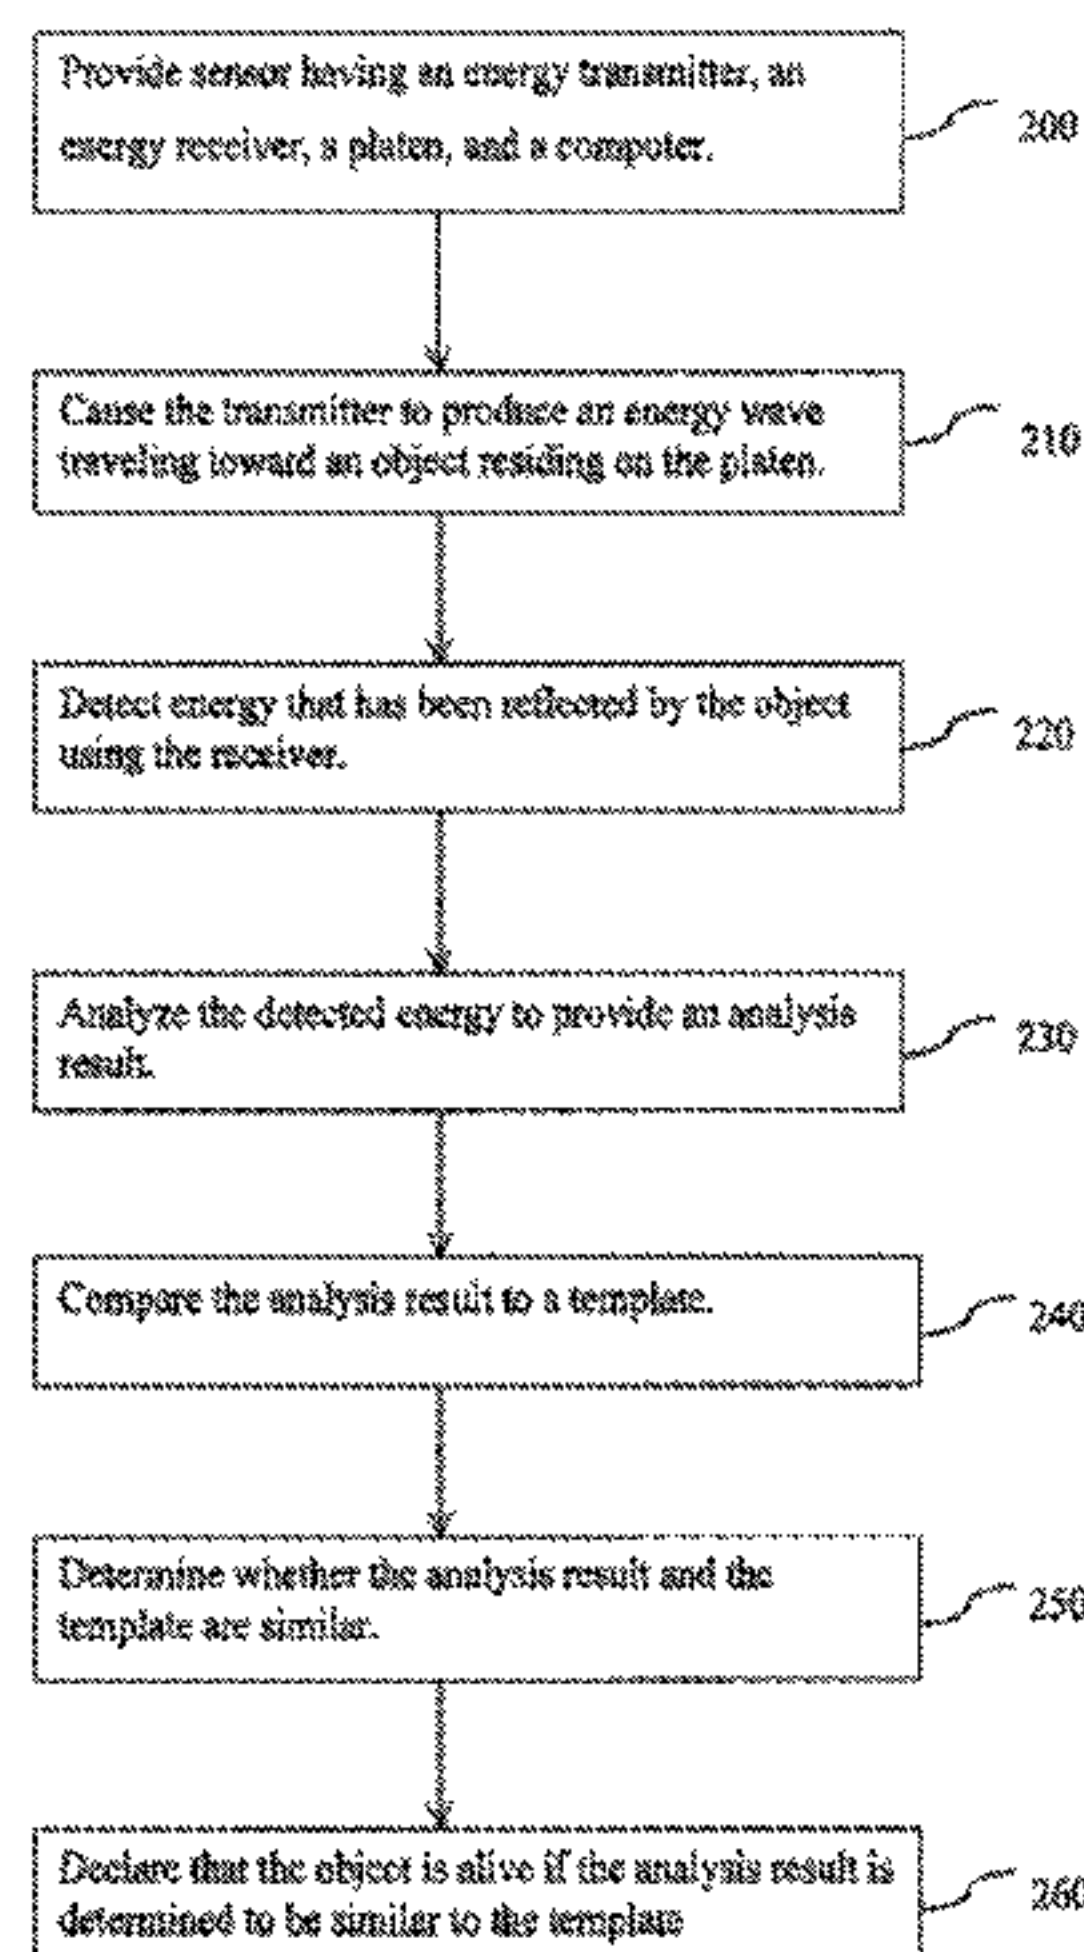 Provide sensor having an energy transmitter, an
energy receiver, a platen, and a computer.
200
Cause the transmitter to produce an energy wave
traveling toward an object residing on the platen.
210
Detect energy that has been reflected by the object
using the receiver.
220
Analyze the detected energy to provide an analysis
result.
230
Compare the analysis result to a template.
240
Determine whether the analysis result and the
template are similar.
250
Declare that the object is alive if the analysis result is
determined to be similar to the template
260